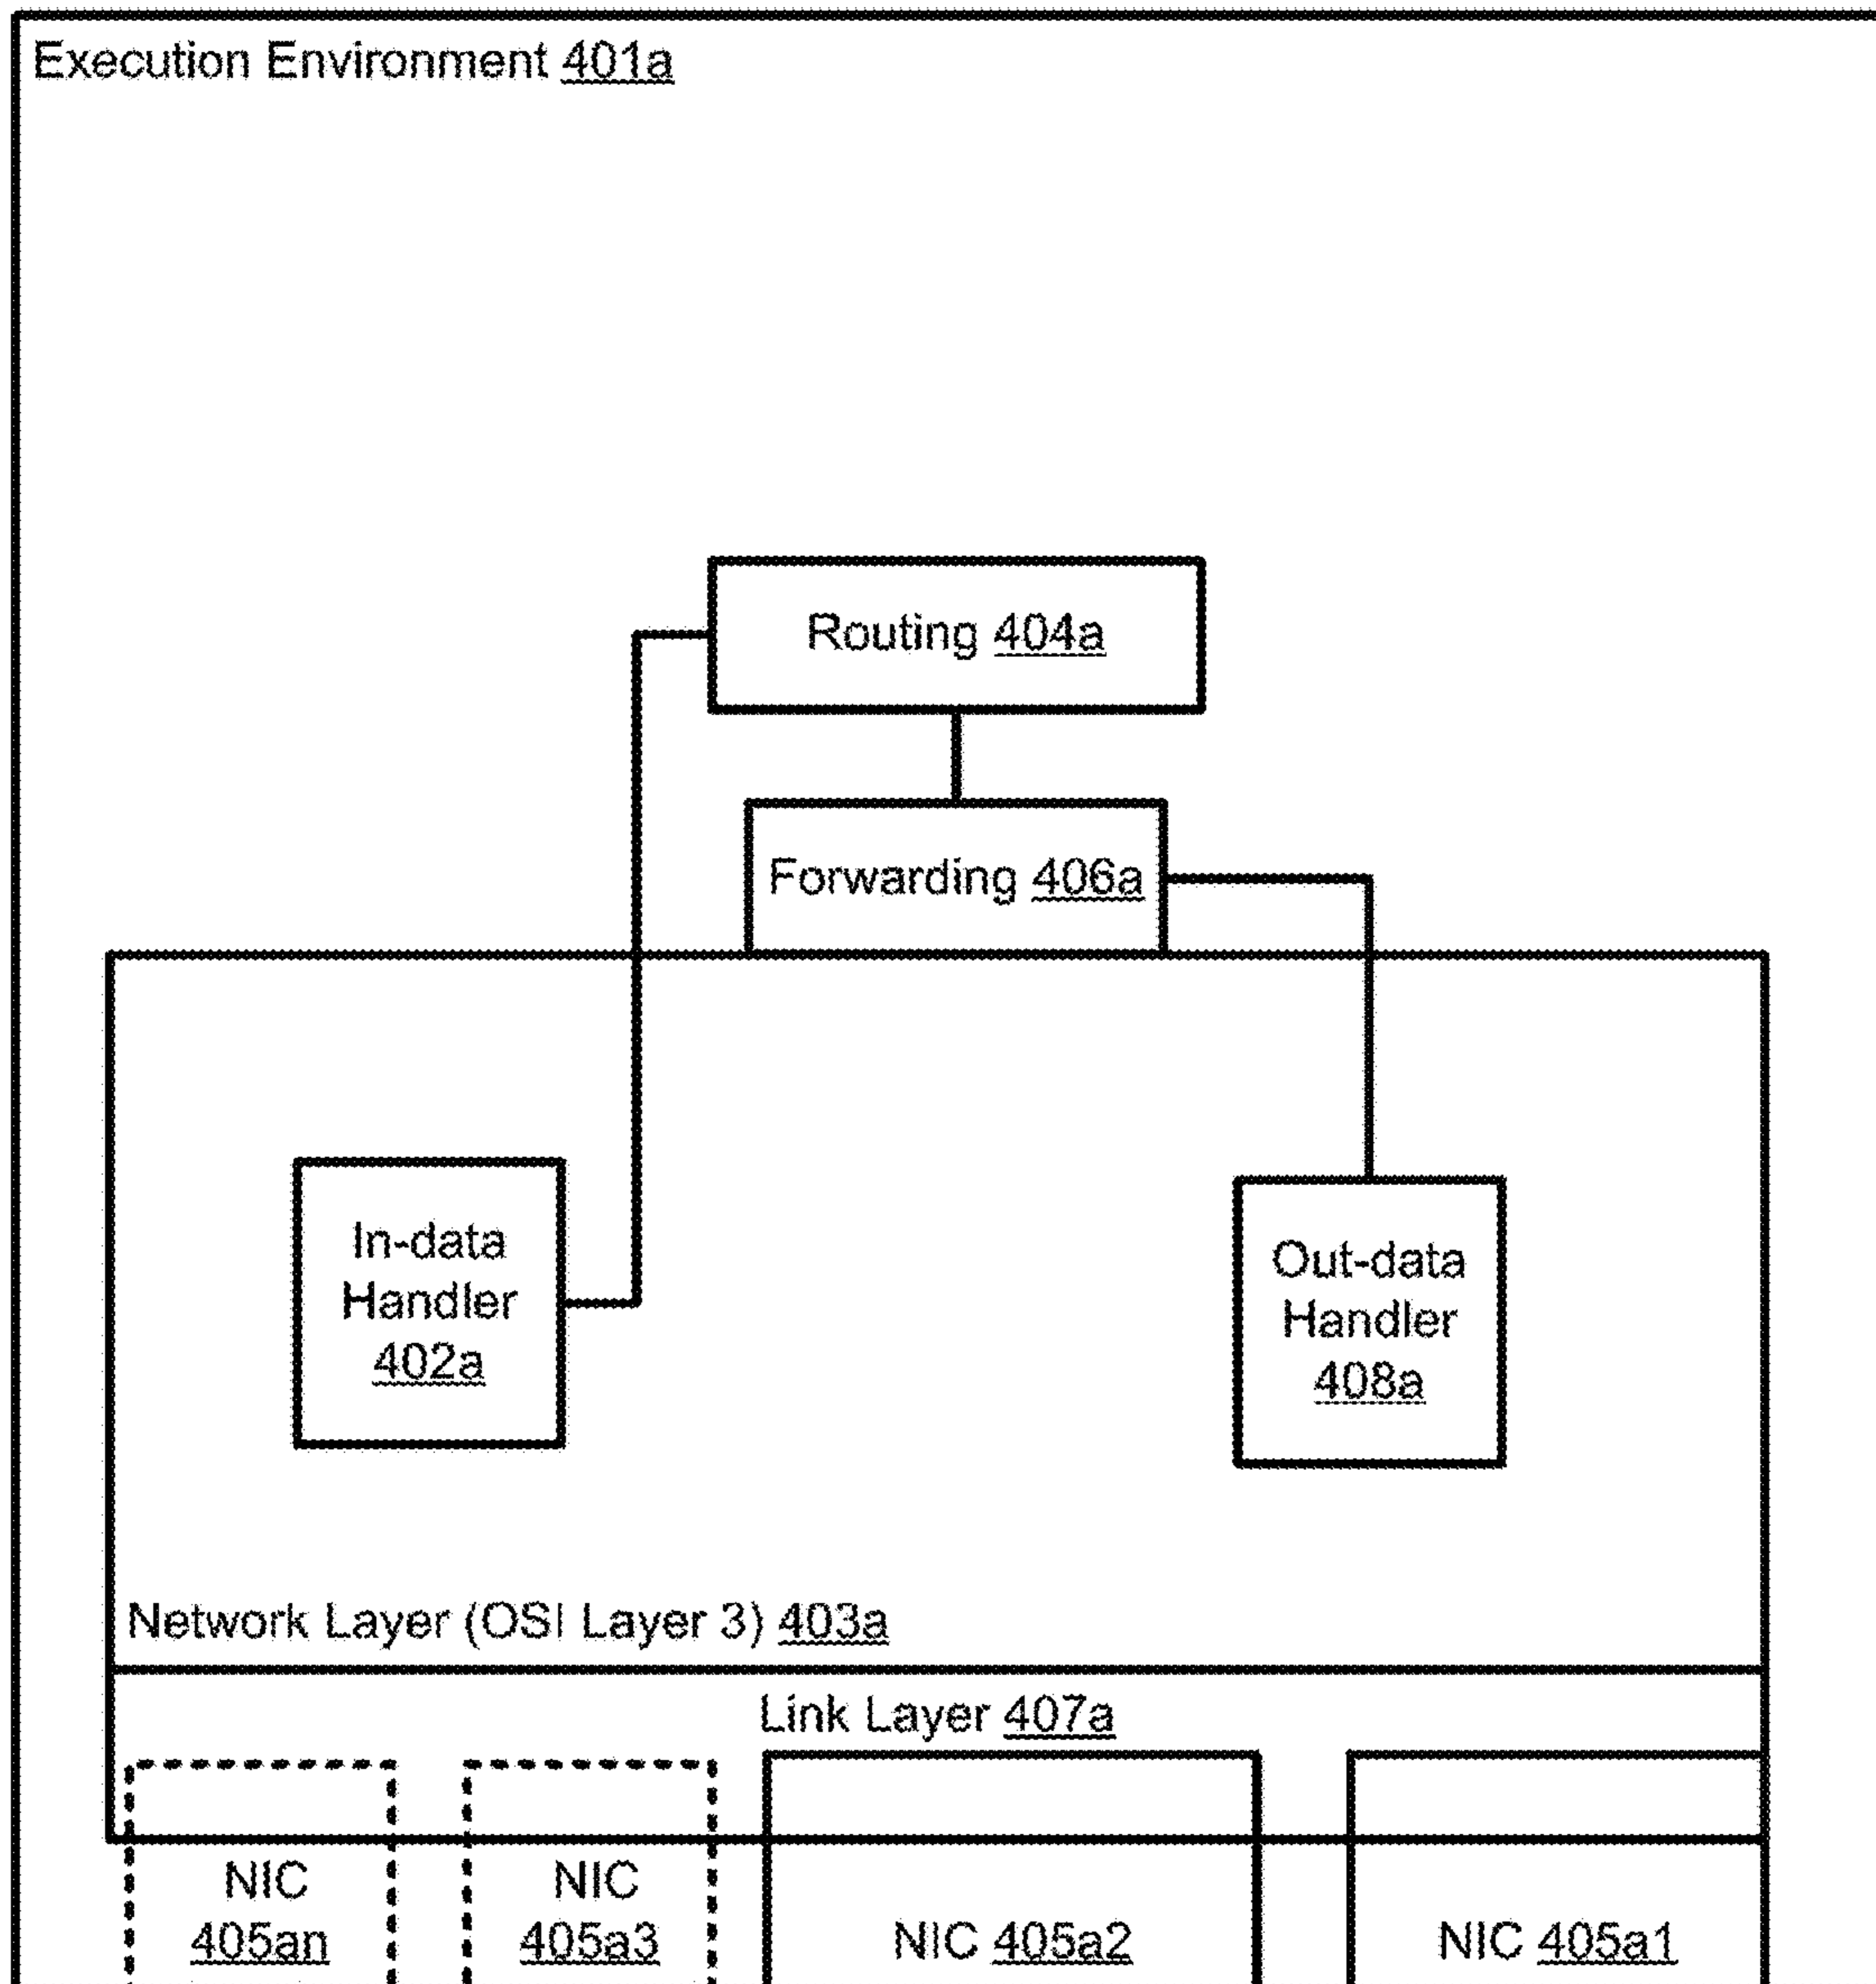 Execution Environment 401a
Routing 404a
Forwarding 406a
In-data
Handler
402a
Out-data
Handler
408a
Network Layer (OSI Layer 3) 403a
Link Layer 407a
NIC
405an
NIC
405a3
NIC 405a2
NIC 405a1